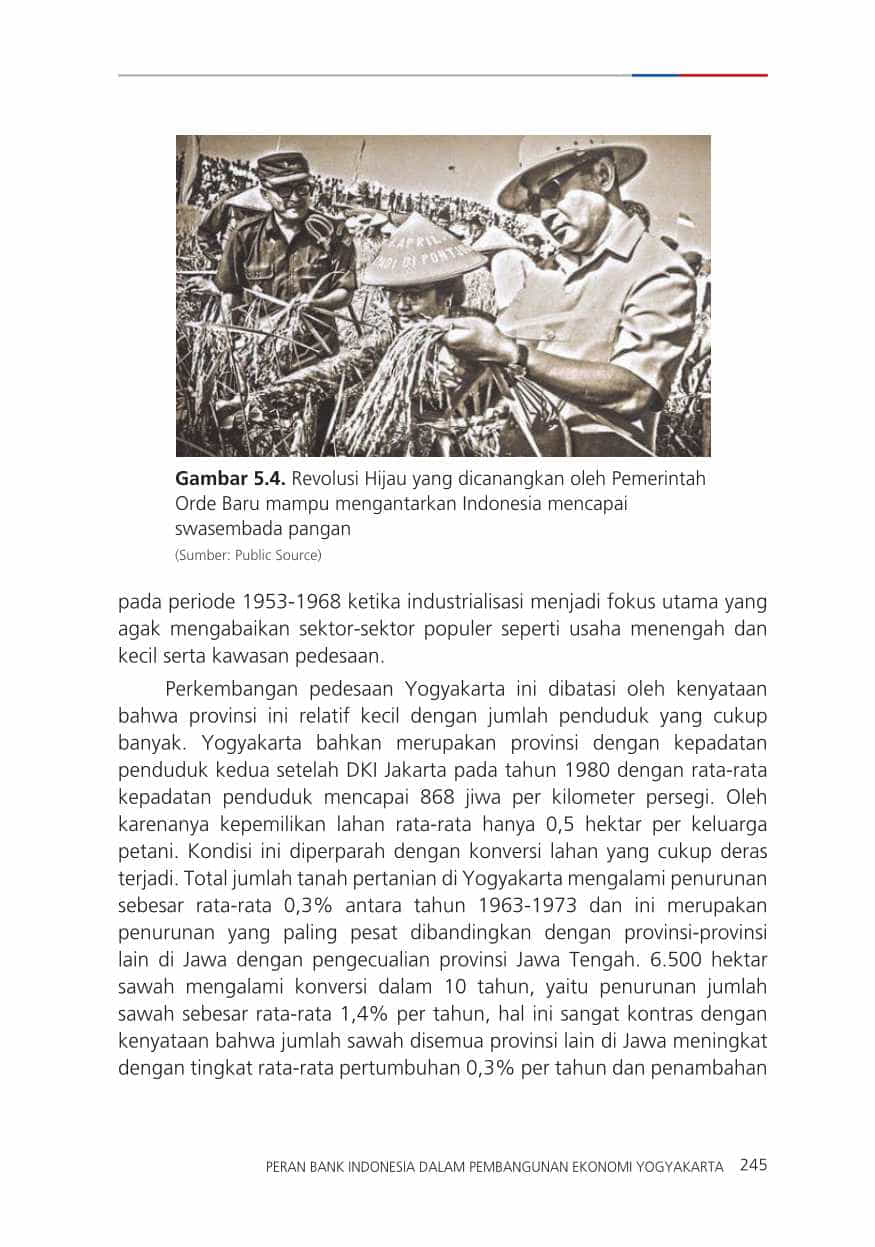 APRIL
DI PONT
Gambar 5.4. Revolusi Hijau yang dicanangkan oleh Pemerintah
Orde Baru mampu mengantarkan Indonesia mencapai
swasembada pangan
(Sumber: Public Source)
pada periode 1953-1968 ketika industrialisasi menjadi fokus utama yang
agak mengabaikan sektor-sektor populer seperti usaha menengah dan
kecil serta kawasan pedesaan.
Perkembangan pedesaan Yogyakarta ini dibatasi oleh kenyataan
bahwa provinsi ini relatif kecil dengan jumlah penduduk yang cukup
banyak. Yogyakarta bahkan merupakan provinsi dengan kepadatan
penduduk kedua setelah DKI Jakarta pada tahun 1980 dengan rata-rata
kepadatan penduduk mencapai 868 jiwa per kilometer persegi. Oleh
karenanya kepemilikan lahan rata-rata hanya 0,5 hektar per keluarga
petani. Kondisi ini diperparah dengan konversi lahan yang cukup deras
terjadi. Total jumlah tanah pertanian di Yogyakarta mengalami penurunan
sebesar rata-rata 0,3% antara tahun 1963-1973 dan ini merupakan
penurunan yang paling pesat dibandingkan dengan provinsi-provinsi
lain di Jawa dengan pengecualian provinsi Jawa Tengah. 6.500 hektar
sawah mengalami konversi dalam 10 tahun, yaitu penurunan jumlah
sawah sebesar rata-rata 1,4% per tahun, hal ini sangat kontras dengan
kenyataan bahwa jumlah sawah disemua provinsi lain di Jawa meningkat
dengan tingkat rata-rata pertumbuhan 0,3% per tahun dan penambahan
PERAN BANK INDONESIA DALAM PEMBANGUNAN EKONOMI YOGYAKARTA 245